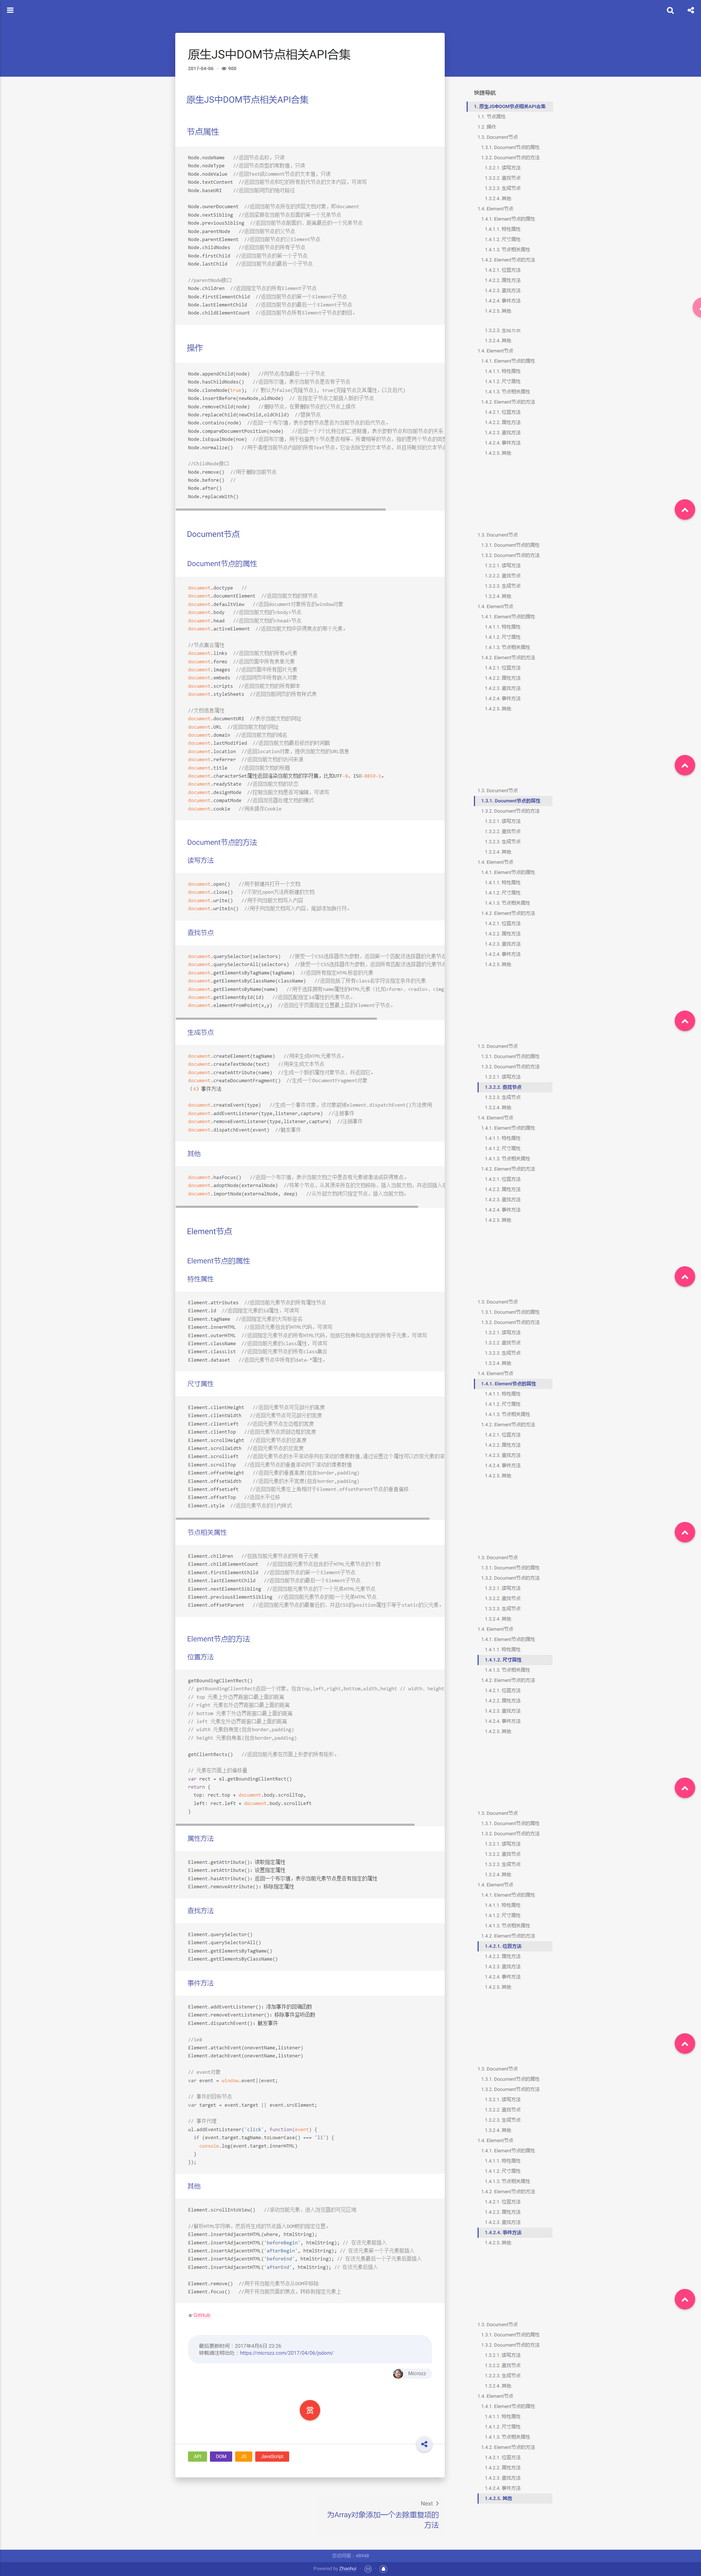 原生JS中DOM节点相关API合集
2017-04-06
900
原生JS中DOM节点相关API合集
节点属性
Node.nodeName //返回节点名称，只读
Node.nodeType //返回节点类型的常数值，只读
Node.nodeValue //返回Text或Comment节点的文本值，只读
Node.textContent //返回当前节点和它的所有后代节点的文本内容，可读写
Node.baseURI //返回当前网页的绝对路径
Node.ownerDocument //返回当前节点所在的顶层文档对象，即document
Node.nextSibling //返回紧跟在当前节点后面的第一个兄弟节点
Node.previousSibling //返回当前节点前面的、距离最近的一个兄弟节点
Node.parentNode //返回当前节点的父节点
Node.parentElement //返回当前节点的父Element节点
Node.childNodes //返回当前节点的所有子节点
Node.firstChild //返回当前节点的第一个子节点
Node.lastChild //返回当前节点的最后一个子节点
//parentNode接口
Node.children //返回指定节点的所有Element子节点
Node.firstElementChild //返回当前节点的第一个Element子节点
Node.lastElementChild //返回当前节点的最后一个Element子节点
Node.childElementCount //返回当前节点所有Element子节点的数目。
操作
Node.appendChild(node) //向节点添加最后一个子节点
Node.hasChildNodes() //返回布尔值，表示当前节点是否有子节点
Node.cloneNode(true); // 默认为false(克隆节点), true(克隆节点及其属性，以及后代)
Node.insertBefore(newNode,oldNode) // 在指定子节点之前插入新的子节点
Node.removeChild(node) //删除节点，在要删除节点的父节点上操作
Node.replaceChild(newChild,oldChild) //替换节点
Node.contains(node) //返回一个布尔值，表示参数节点是否为当前节点的后代节点。
Node.compareDocumentPosition(node) //返回一个7个比特位的二进制值，表示参数节点和当前节点的关系
Node.isEqualNode(noe) //返回布尔值，用于检查两个节点是否相等。所谓相等的节点，指的是两个节点的类型
Node.normalize() //用于清理当前节点内部的所有Text节点。它会去除空的文本节点，并且将毗邻的文本节点
//ChildNode接口
Node.remove() //用于删除当前节点
Node.before() //
Node.after()
Node.replaceWith()
Document节点
Document节点的属性
document.doctype //
document.documentElement //返回当前文档的根节点
document.defaultView //返回document对象所在的window对象
document.body //返回当前文档的<body>节点
document.head //返回当前文档的<head>节点
document.activeElement //返回当前文档中获得焦点的那个元素。
//节点集合属性
document.links //返回当前文档的所有a元素
document.forms //返回页面中所有表单元素
document.images //返回页面中所有图片元素
document.embeds //返回网页中所有嵌入对象
document.scripts //返回当前文档的所有脚本
document.styleSheets //返回当前网页的所有样式表
//文档信息属性
document.documentURI //表示当前文档的网址
document.URL //返回当前文档的网址
document.domain //返回当前文档的域名
document.lastModified //返回当前文档最后修改的时间戳
document.location //返回location对象，提供当前文档的URL信息
document.referrer //返回当前文档的访问来源
document.title //返回当前文档的标题
document.characterSet属性返回渲染当前文档的字符集，比如UTF-8、ISO-8859-1。
document.readyState //返回当前文档的状态
document.designMode //控制当前文档是否可编辑，可读写
document.compatMode //返回浏览器处理文档的模式
document.cookie //用来操作Cookie
Document节点的方法
读写方法
document.open() //用于新建并打开一个文档
document.close() //不安比open方法所新建的文档
document.write() //用于向当前文档写入内容
document.writeln() //用于向当前文档写入内容，尾部添加换行符。
查找节点
document.querySelector(selectors) //接受一个CSS选择器作为参数，返回第一个匹配该选择器的元素节点
document.querySelectorAll(selectors) //接受一个CSS选择器作为参数，返回所有匹配该选择器的元素节点
document.getElementsByTagName(tagName) //返回所有指定HTML标签的元素
document.getElementsByClassName(className) //返回包括了所有class名字符合指定条件的元素
document.getElementsByName(name) //用于选择拥有name属性的HTML元素（比如<form>、<radio>、<img
document.getElementById(id) //返回匹配指定id属性的元素节点。
document.elementFromPoint(x,y) //返回位于页面指定位置最上层的Element子节点。
生成节点
document.createElement(tagName) //用来生成HTML元素节点。
document.createTextNode(text) //用来生成文本节点
document.createAttribute(name) //生成一个新的属性对象节点，并返回它。
document.createDocumentFragment() //生成一个DocumentFragment对象
（4）事件方法
document.createEvent(type) //生成一个事件对象，该对象能被element.dispatchEvent()方法使用
document.addEventListener(type,listener,capture) //注册事件
document.removeEventListener(type,listener,capture) //注销事件
document.dispatchEvent(event) //触发事件
其他
document.hasFocus() //返回一个布尔值，表示当前文档之中是否有元素被激活或获得焦点。
document.adoptNode(externalNode) //将某个节点，从其原来所在的文档移除，插入当前文档，并返回插入后
document.importNode(externalNode, deep) //从外部文档拷贝指定节点，插入当前文档。
Element节点
Element节点的属性
特性属性
Element.attributes //返回当前元素节点的所有属性节点
Element.id //返回指定元素的id属性，可读写
Element.tagName //返回指定元素的大写标签名
Element.innerHTML //返回该元素包含的HTML代码，可读写
Element.outerHTML //返回指定元素节点的所有HTML代码，包括它自身和包含的的所有子元素，可读写
Element.className //返回当前元素的class属性，可读写
Element.classList //返回当前元素节点的所有class集合
Element.dataset //返回元素节点中所有的data-*属性。
尺寸属性
Element.clientHeight //返回元素节点可见部分的高度
Element.clientWidth //返回元素节点可见部分的宽度
Element.clientLeft //返回元素节点左边框的宽度
Element.clientTop //返回元素节点顶部边框的宽度
Element.scrollHeight //返回元素节点的总高度
Element.scrollWidth //返回元素节点的总宽度
Element.scrollLeft //返回元素节点的水平滚动条向右滚动的像素数值,通过设置这个属性可以改变元素的滚
Element.scrollTop //返回元素节点的垂直滚动向下滚动的像素数值
Element.offsetHeight //返回元素的垂直高度(包含border,padding)
Element.offsetWidth //返回元素的水平宽度(包含border,padding)
Element.offsetLeft //返回当前元素左上角相对于Element.offsetParent节点的垂直偏移
Element.offsetTop //返回水平位移
Element.style //返回元素节点的行内样式
节点相关属性
Element.children //包括当前元素节点的所有子元素
Element.childElementCount //返回当前元素节点包含的子HTML元素节点的个数
Element.firstElementChild //返回当前节点的第一个Element子节点
Element.lastElementChild //返回当前节点的最后一个Element子节点
Element.nextElementSibling //返回当前元素节点的下一个兄弟HTML元素节点
Element.previousElementSibling //返回当前元素节点的前一个兄弟HTML节点
Element.offsetParent //返回当前元素节点的最靠近的、并且CSS的position属性不等于static的父元素。
Element节点的方法
位置方法
getBoundingClientRect()
// getBoundingClientRect返回一个对象，包含top,left,right,bottom,width,height // width、height
// top 元素上外边界距窗口最上面的距离
// right 元素右外边界距窗口最上面的距离
// bottom 元素下外边界距窗口最上面的距离
// left 元素左外边界距窗口最上面的距离
// width 元素自身宽(包含border,padding)
// height 元素自身高(包含border,padding)
getClientRects() //返回当前元素在页面上形参的所有矩形。
// 元素在页面上的偏移量
var rect = el.getBoundingClientRect()
return {
top: rect.top + document.body.scrollTop,
left: rect.left + document.body.scrollLeft
}
属性方法
Element.getAttribute()：读取指定属性
Element.setAttribute()：设置指定属性
Element.hasAttribute()：返回一个布尔值，表示当前元素节点是否有指定的属性
Element.removeAttribute()：移除指定属性
查找方法
Element.querySelector()
Element.querySelectorAll()
Element.getElementsByTagName()
Element.getElementsByClassName()
事件方法
Element.addEventListener()：添加事件的回调函数
Element.removeEventListener()：移除事件监听函数
Element.dispatchEvent()：触发事件
//ie8
Element.attachEvent(oneventName,listener)
Element.detachEvent(oneventName,listener)
// event对象
var event = window.event||event;
// 事件的目标节点
var target = event.target || event.srcElement;
// 事件代理
ul.addEventListener('click', function(event) {
if (event.target.tagName.toLowerCase() === 'li') {
console.log(event.target.innerHTML)
}
});
其他
Element.scrollIntoView() //滚动当前元素，进入浏览器的可见区域
//解析HTML字符串，然后将生成的节点插入DOM树的指定位置。
Element.insertAdjacentHTML(where, htmlString);
Element.insertAdjacentHTML('beforeBegin', htmlString); // 在该元素前插入
Element.insertAdjacentHTML('afterBegin', htmlString); // 在该元素第一个子元素前插入
Element.insertAdjacentHTML('beforeEnd', htmlString); // 在该元素最后一个子元素后面插入
Element.insertAdjacentHTML('afterEnd', htmlString); // 在该元素后插入
Element.remove() //用于将当前元素节点从DOM中移除
Element.focus() //用于将当前页面的焦点，转移到指定元素上
GitHub
最后更新时间：2017年4月6日 23:26
转载请注明出处：https://microzz.com/2017/04/06/jsdom/
Microzz
赏
API DOM JS JavaScript
Next
为Array对象添加一个去除重复项的
方法
总访问量：48948
Powered by Zhaohui
快捷导航
1. 原生JS中DOM节点相关API合集
1.1. 节点属性
1.2. 操作
1.3. Document节点
1.3.1. Document节点的属性
1.3.2. Document节点的方法
1.3.2.1. 读写方法
1.3.2.2. 查找节点
1.3.2.3. 生成节点
1.3.2.4. 其他
1.4. Element节点
1.4.1. Element节点的属性
1.4.1.1. 特性属性
1.4.1.2. 尺寸属性
1.4.1.3. 节点相关属性
1.4.2. Element节点的方法
1.4.2.1. 位置方法
1.4.2.2. 属性方法
1.4.2.3. 查找方法
1.4.2.4. 事件方法
1.4.2.5. 其他